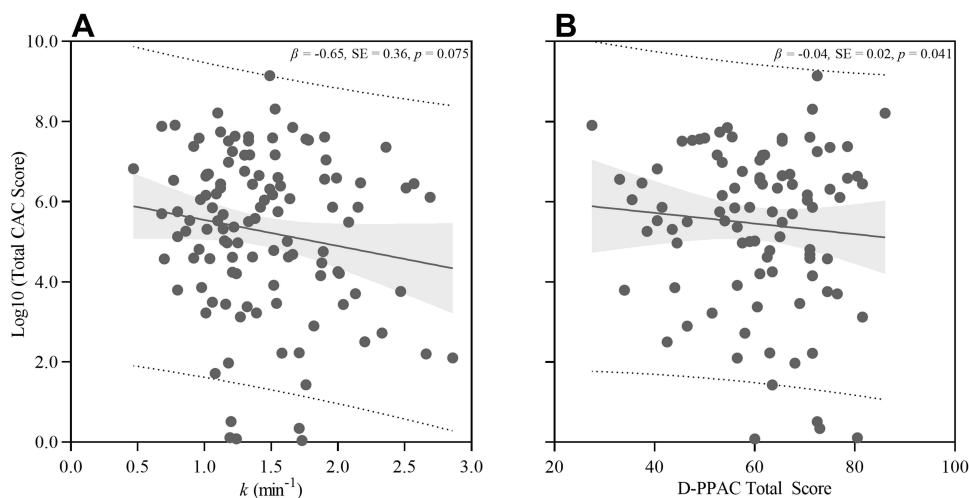 A
B
β = -0.65, SE = 0.36, p = 0.075
β = -0.04, SE = 0.02, p = 0.041
Log10 (Total CAC Score)
10.0
8.0
6.0
4.0
2.0
0.0
0.0 0.5 1.0 1.5 2.0 2.5 3.0
20 40 60 80 100
k (min⁻¹)
D-PPAC Total Score